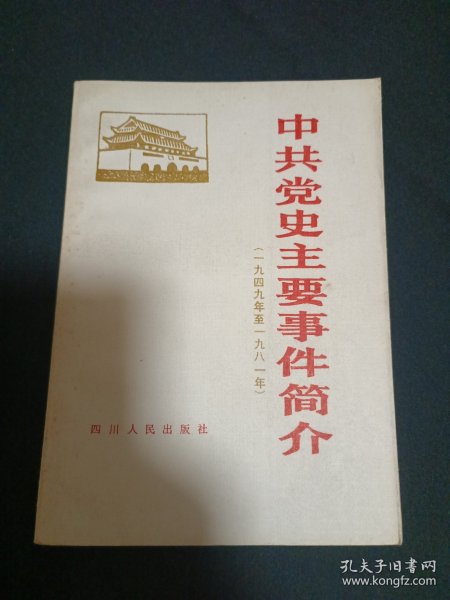 中共党史主要事件简介
（一九四九年至一九八一年）
四川人民出版社
孔夫子旧书网
www.kongfz.com